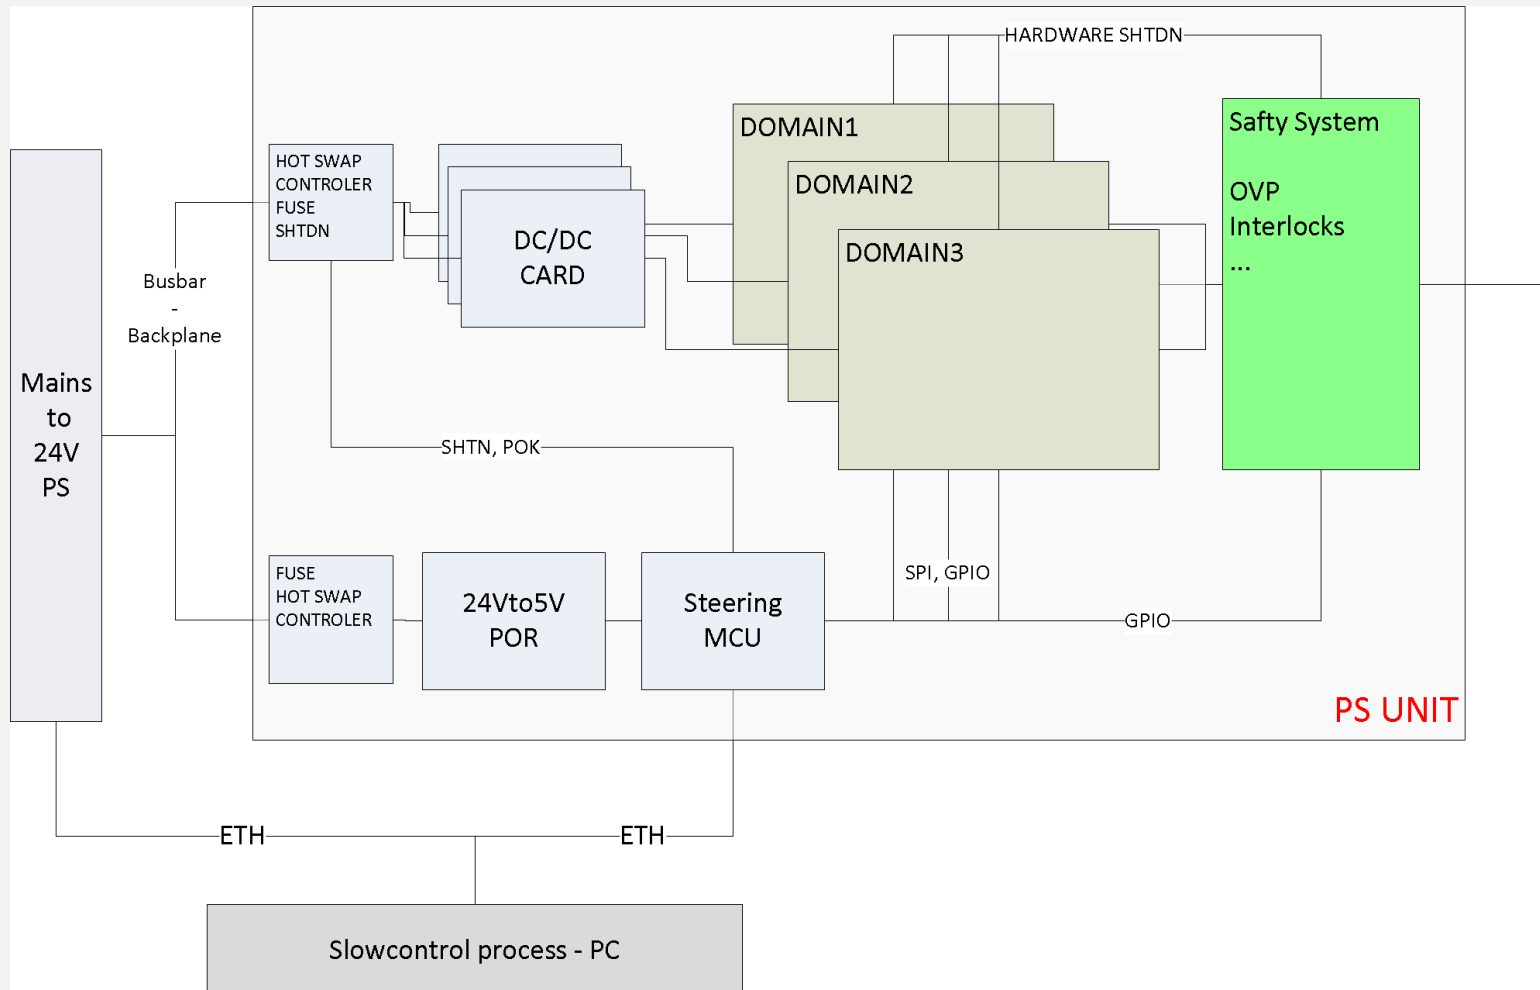 HARDWARE SHTDN
DOMAIN1
DOMAIN2
DOMAIN3
Safty System
OVP
Interlocks
...
HOT SWAP
CONTROLER
FUSE
SHTDN
DC/DC
CARD
Busbar
-
Backplane
Mains
to
24V
PS
SHTN, POK
FUSE
HOT SWAP
CONTROLER
24Vto5V
POR
Steering
MCU
SPI, GPIO
GPIO
PS UNIT
ETH
ETH
Slowcontrol process - PC